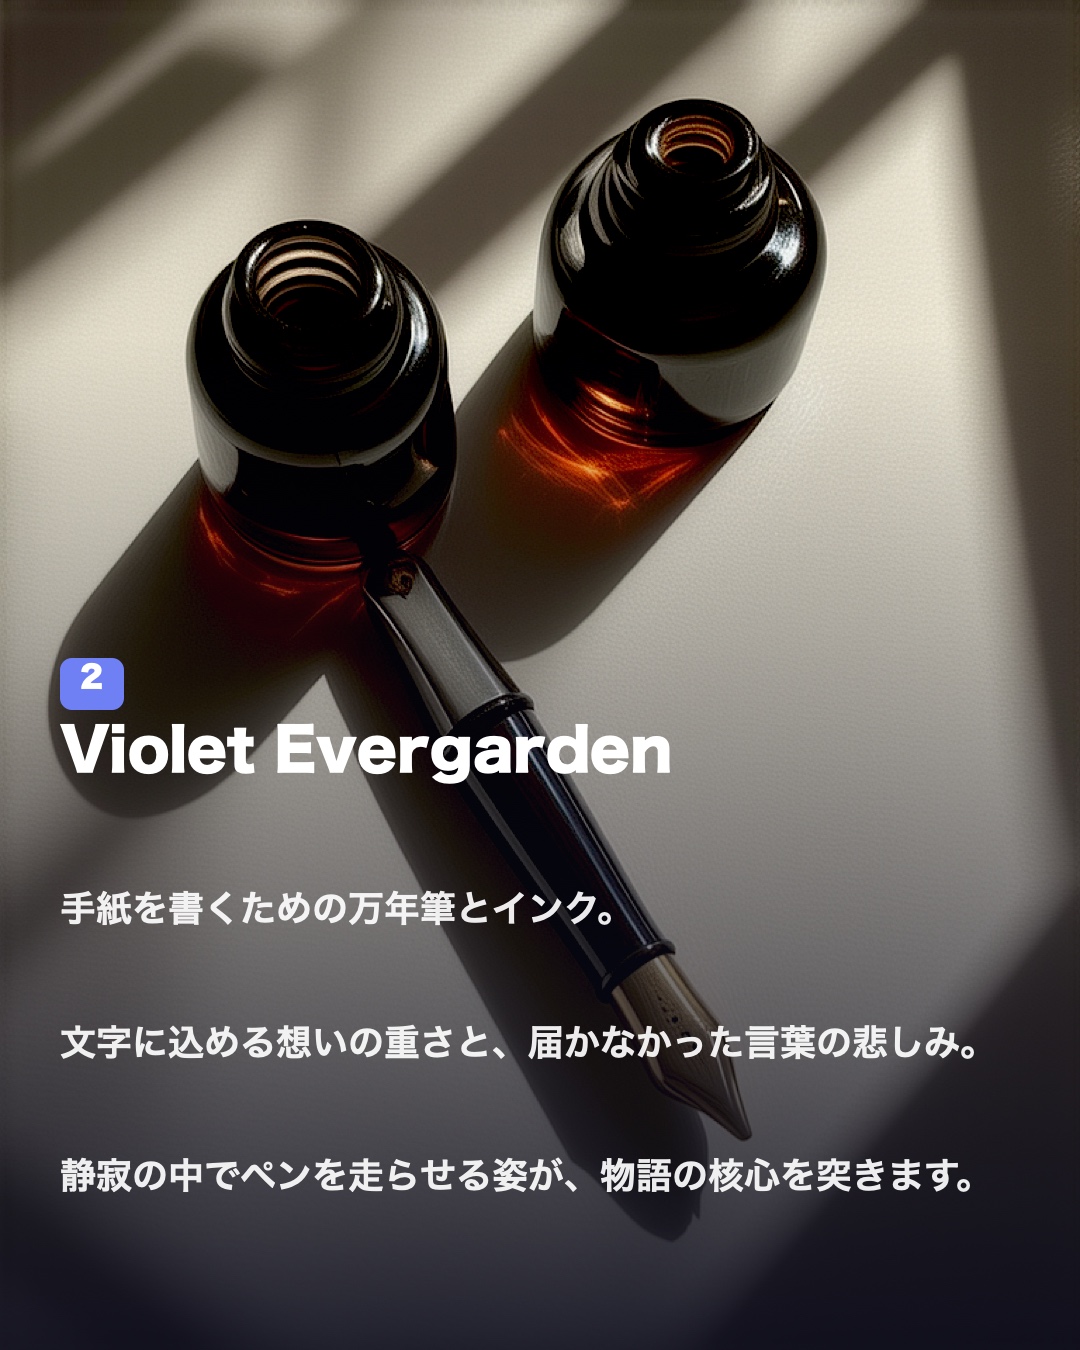 2
Violet Evergarden
手紙を書くための万年筆とインク。
文字に込める想いの重さと、届かなかった言葉の悲しみ。
静寂の中でペンを走らせる姿が、物語の核心を突きます。